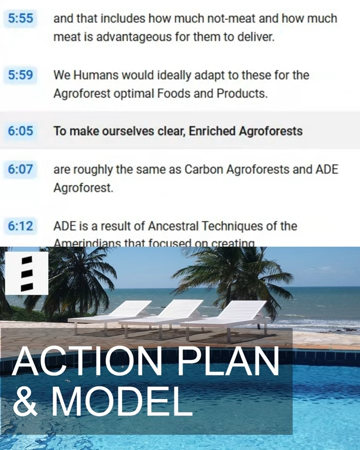 5:55 and that includes how much not-meat and how much
meat is advantageous for them to deliver.
5:59 We Humans would ideally adapt to these for the
Agroforest optimal Foods and Products.
6:05 To make ourselves clear, Enriched Agroforests
6:07 are roughly the same as Carbon Agroforests and ADE
Agroforest.
6:12 ADE is a result of Ancestral Techniques of the
Amerindians that focused on creating
ACTION PLAN
& MODEL